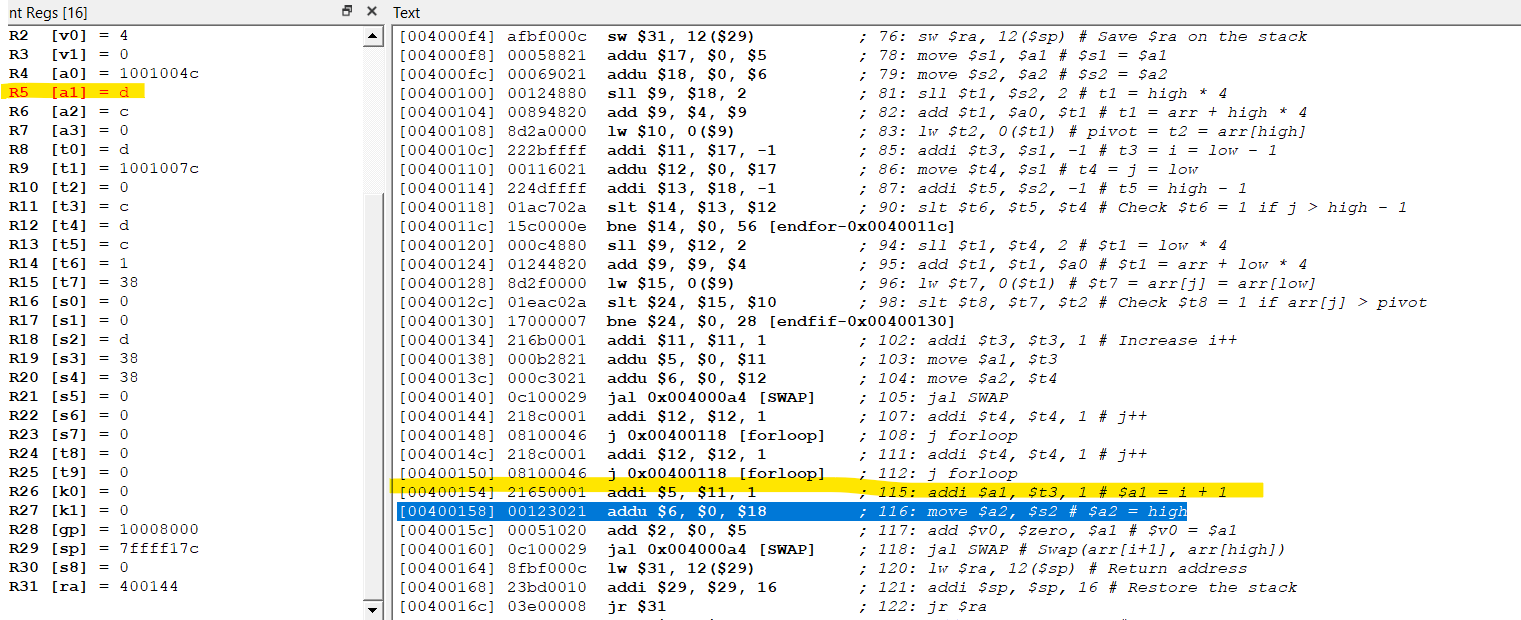 nt Regs [16]
Text
R2 [v0] = 4
R3 [v1] = 0
R4 [a0] = 1001004c
R5 [a1] = d
R6 [a2] = c
R7 [a3] = 0
R8 [t0] = d
R9 [t1] = 1001007c
R10 [t2] = 0
R11 [t3] = c
R12 [t4] = d
R13 [t5] = c
R14 [t6] = 1
R15 [t7] = 38
R16 [s0] = 0
R17 [s1] = 0
R18 [s2] = d
R19 [s3] = 38
R20 [s4] = 38
R21 [s5] = 0
R22 [s6] = 0
R23 [s7] = 0
R24 [t8] = 0
R25 [t9] = 0
R26 [k0] = 0
R27 [k1] = 0
R28 [gp] = 10008000
R29 [sp] = 7ffff17c
R30 [s8] = 0
R31 [ra] = 400144
[004000f4] afbf000c sw $31, 12($29) ; 76: sw $ra, 12($sp) # Save $ra on the stack
[004000f8] 00058821 addu $17, $0, $5 ; 78: move $s1, $a1 # $s1 = $a1
[004000fc] 00069021 addu $18, $0, $6 ; 79: move $s2, $a2 # $s2 = $a2
[00400100] 00124880 sll $9, $18, 2 ; 81: sll $t1, $s2, 2 # t1 = high * 4
[00400104] 00894820 add $9, $4, $9 ; 82: add $t1, $a0, $t1 # t1 = arr + high * 4
[00400108] 8d2a0000 lw $10, 0($9) ; 83: lw $t2, 0($t1) # pivot = t2 = arr[high]
[0040010c] 222bffff addi $11, $17, -1 ; 85: addi $t3, $s1, -1 # t3 = i = low - 1
[00400110] 00116021 addu $12, $0, $17 ; 86: move $t4, $s1 # t4 = j = low
[00400114] 224dffff addi $13, $18, -1 ; 87: addi $t5, $s2, -1 # t5 = high - 1
[00400118] 01ac702a slt $14, $13, $12 ; 90: slt $t6, $t5, $t4 # Check $t6 = 1 if j > high - 1
[0040011c] 15c0000e bne $14, $0, 56 [endfor-0x0040011c]
[00400120] 000c4880 sll $9, $12, 2 ; 94: sll $t1, $t4, 2 # $t1 = low * 4
[00400124] 01244820 add $9, $9, $4 ; 95: add $t1, $t1, $a0 # $t1 = arr + low * 4
[00400128] 8d2f0000 lw $15, 0($9) ; 96: lw $t7, 0($t1) # $t7 = arr[j] = arr[low]
[0040012c] 01eac02a slt $24, $15, $10 ; 98: slt $t8, $t7, $t2 # Check $t8 = 1 if arr[j] > pivot
[00400130] 17000007 bne $24, $0, 28 [endfif-0x00400130]
[00400134] 216b0001 addi $11, $11, 1 ; 102: addi $t3, $t3, 1 # Increase i++
[00400138] 000b2821 addu $5, $0, $11 ; 103: move $a1, $t3
[0040013c] 000c3021 addu $6, $0, $12 ; 104: move $a2, $t4
[00400140] 0c100029 jal 0x004000a4 [SWAP] ; 105: jal SWAP
[00400144] 218c0001 addi $12, $12, 1 ; 107: addi $t4, $t4, 1 # j++
[00400148] 08100046 j 0x00400118 [forloop] ; 108: j forloop
[0040014c] 218c0001 addi $12, $12, 1 ; 111: addi $t4, $t4, 1 # j++
[00400150] 08100046 j 0x00400118 [forloop] ; 112: j forloop
[00400154] 21650001 addi $5, $11, 1 ; 115: addi $a1, $t3, 1 # $a1 = i + 1
[00400158] 00123021 addu $6, $0, $18 ; 116: move $a2, $s2 # $a2 = high
[0040015c] 00051020 add $2, $0, $5 ; 117: add $v0, $zero, $a1 # $v0 = $a1
[00400160] 0c100029 jal 0x004000a4 [SWAP] ; 118: jal SWAP # Swap(arr[i+1], arr[high])
[00400164] 8fbf000c lw $31, 12($29) ; 120: lw $ra, 12($sp) # Return address
[00400168] 23bd0010 addi $29, $29, 16 ; 121: addi $sp, $sp, 16 # Restore the stack
[0040016c] 03e00008 jr $31 ; 122: jr $ra